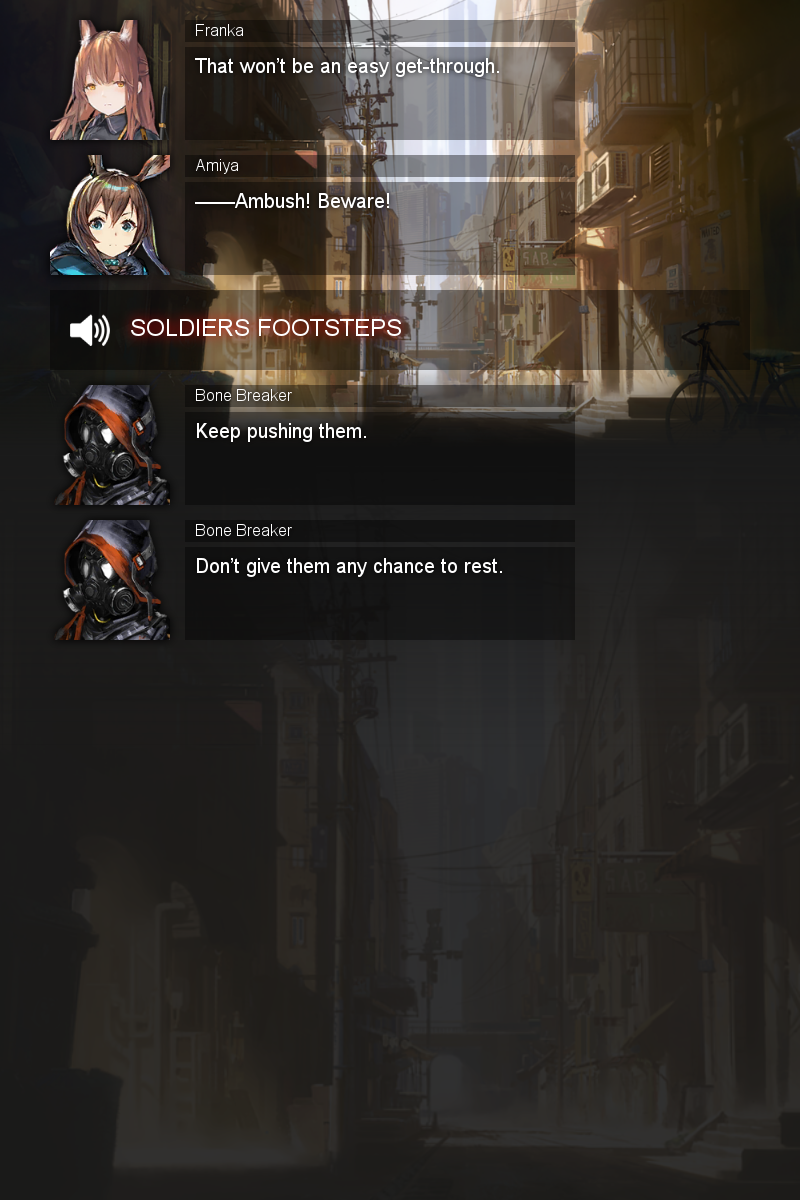 Franka
That won't be an easy get-through.
Amiya
——Ambush! Beware!
SOLDIERS FOOTSTEPS
Bone Breaker
Keep pushing them.
Bone Breaker
Don't give them any chance to rest.